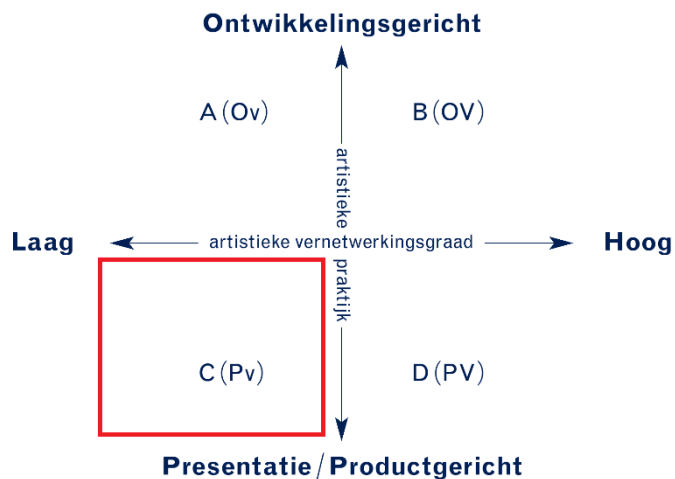 Ontwikkelingsgericht
A (Ov)
B (OV)
artistieke
Laag
artistieke vernetwerkingsgraad
Hoog
praktijk
C (Pv)
D (PV)
Presentatie / Productgericht